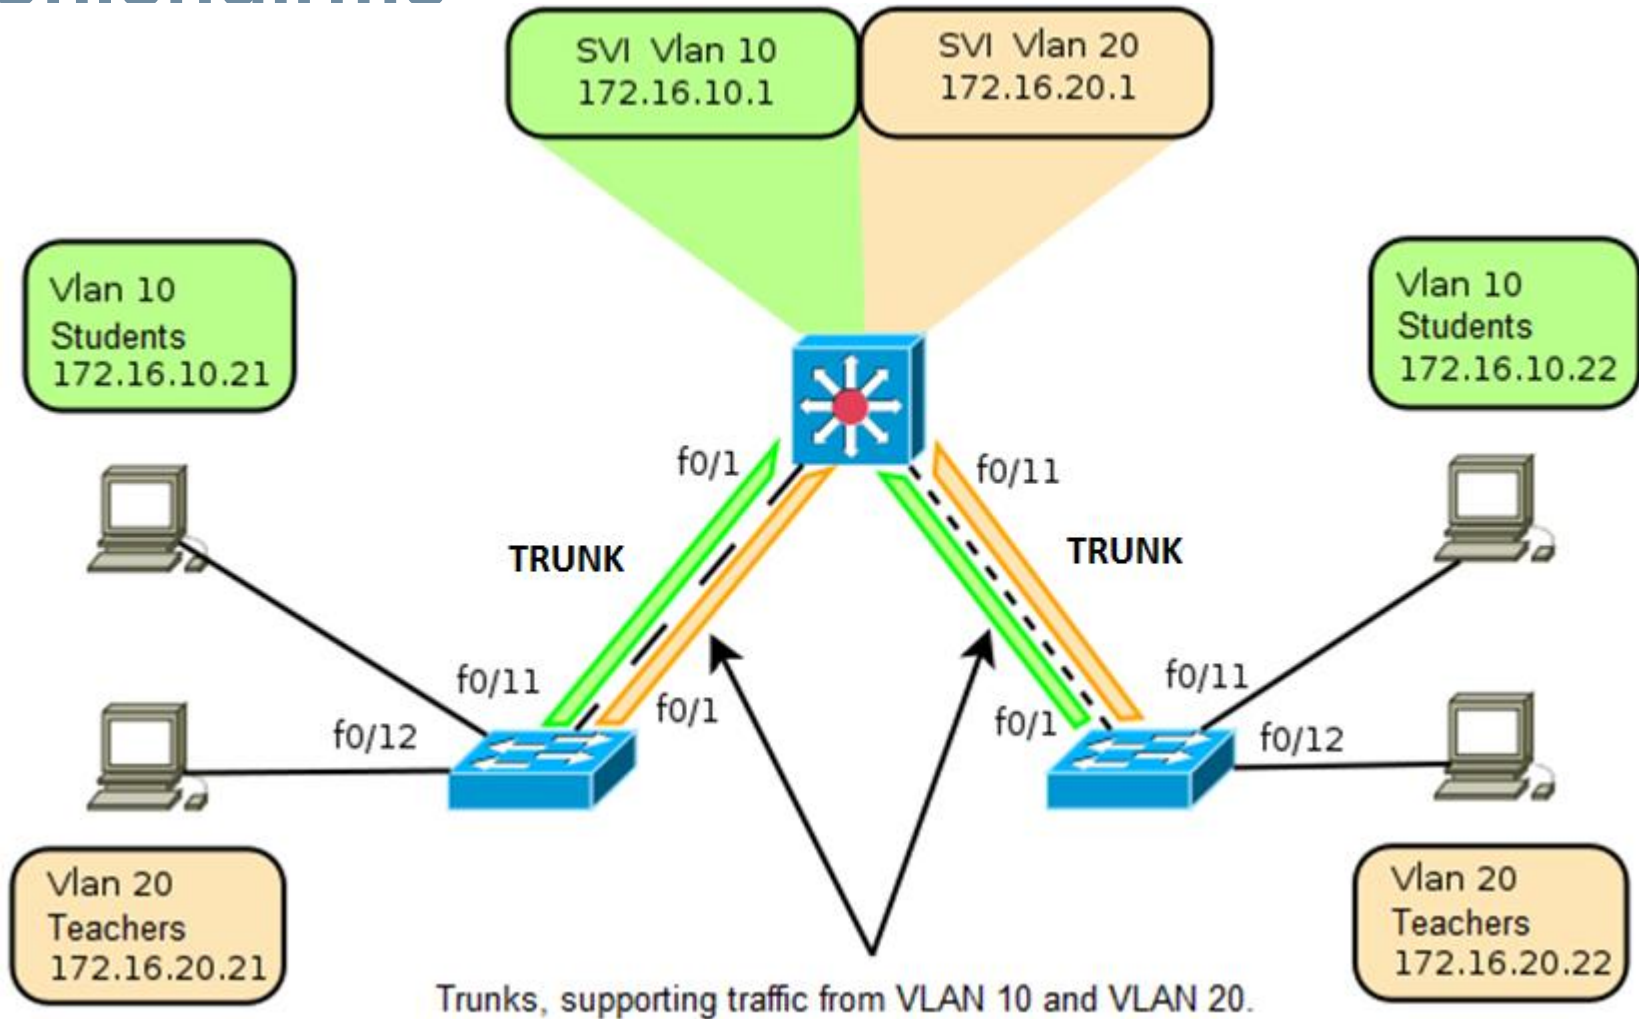 SVI Vlan 10
172.16.10.1
SVI Vlan 20
172.16.20.1
Vlan 10
Students
172.16.10.21
Vlan 10
Students
172.16.10.22
f0/1
f0/11
TRUNK
TRUNK
f0/11
f0/1
f0/12
f0/1
f0/11
f0/12
Vlan 20
Teachers
172.16.20.21
Vlan 20
Teachers
172.16.20.22
Trunks, supporting traffic from VLAN 10 and VLAN 20.